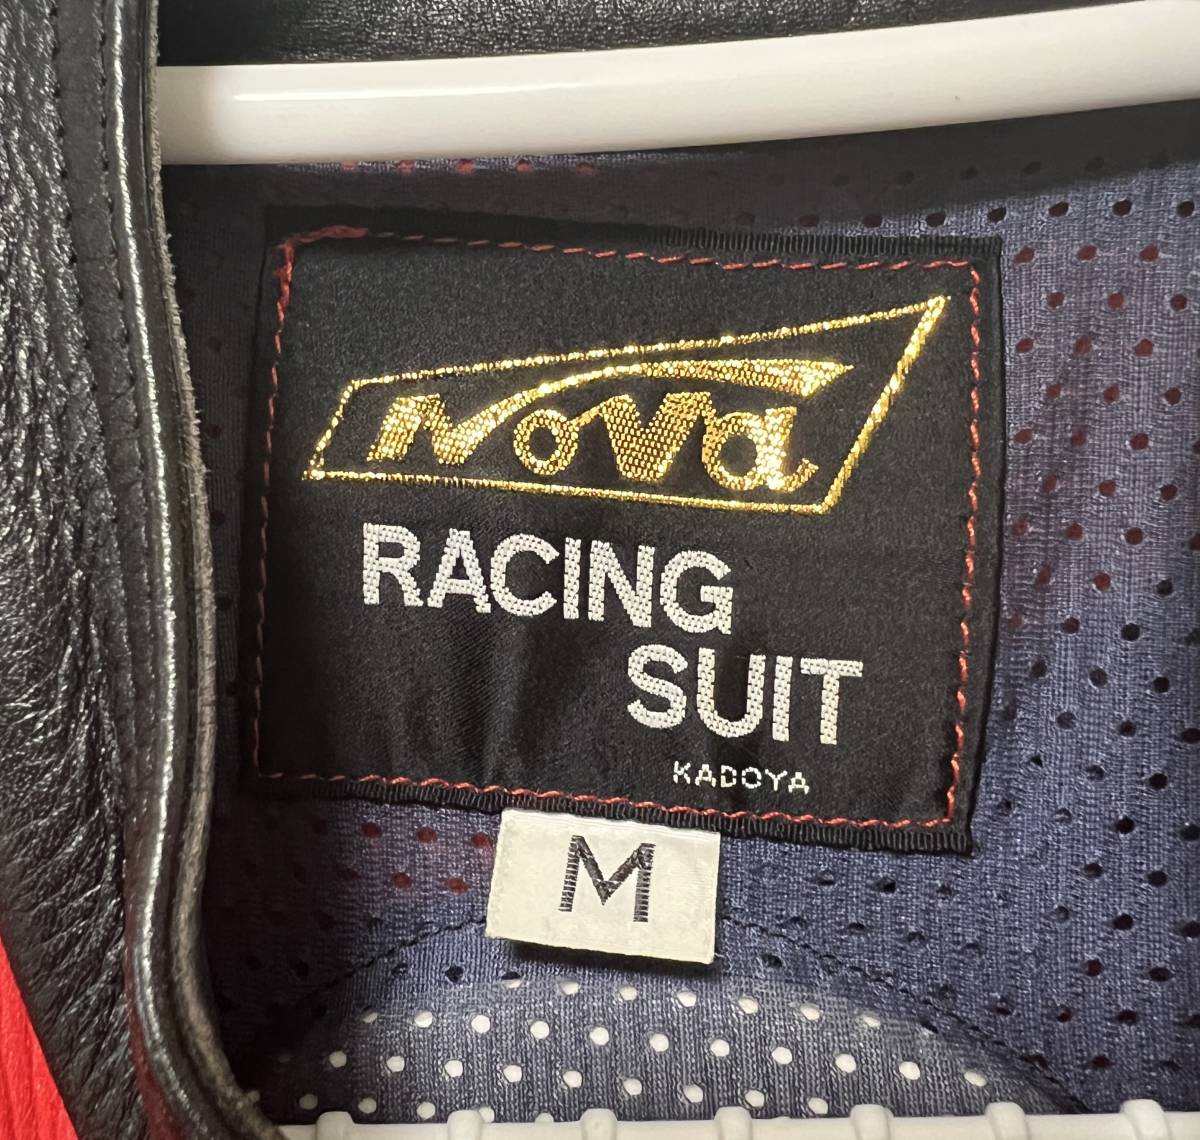 Nova
RACING
SUIT
KADOYA
M